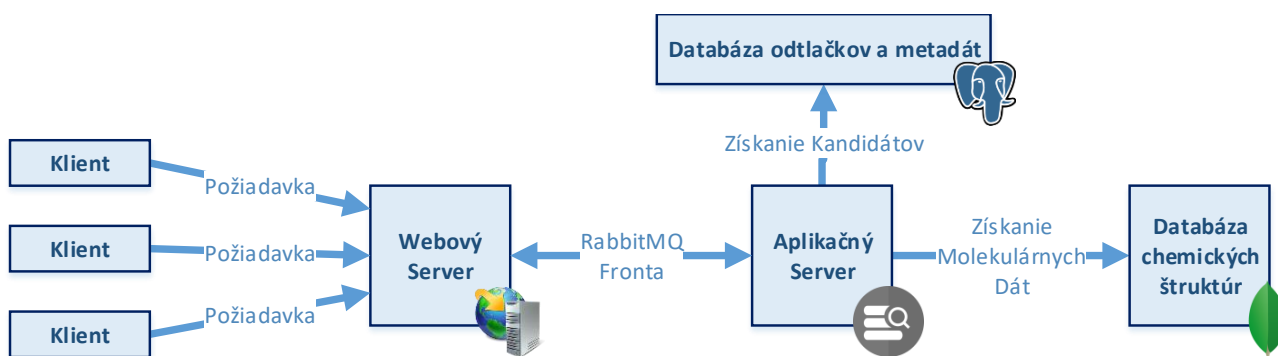 Databáza odtlačkov a metadát
Získanie Kandidátov
Klient
Požiadavka
Klient
Požiadavka
Klient
Požiadavka
Webový
Server
RabbitMQ
Fronta
Aplikačný
Server
Získanie
Molekulárnych
Dát
Databáza
chemických
štruktúr